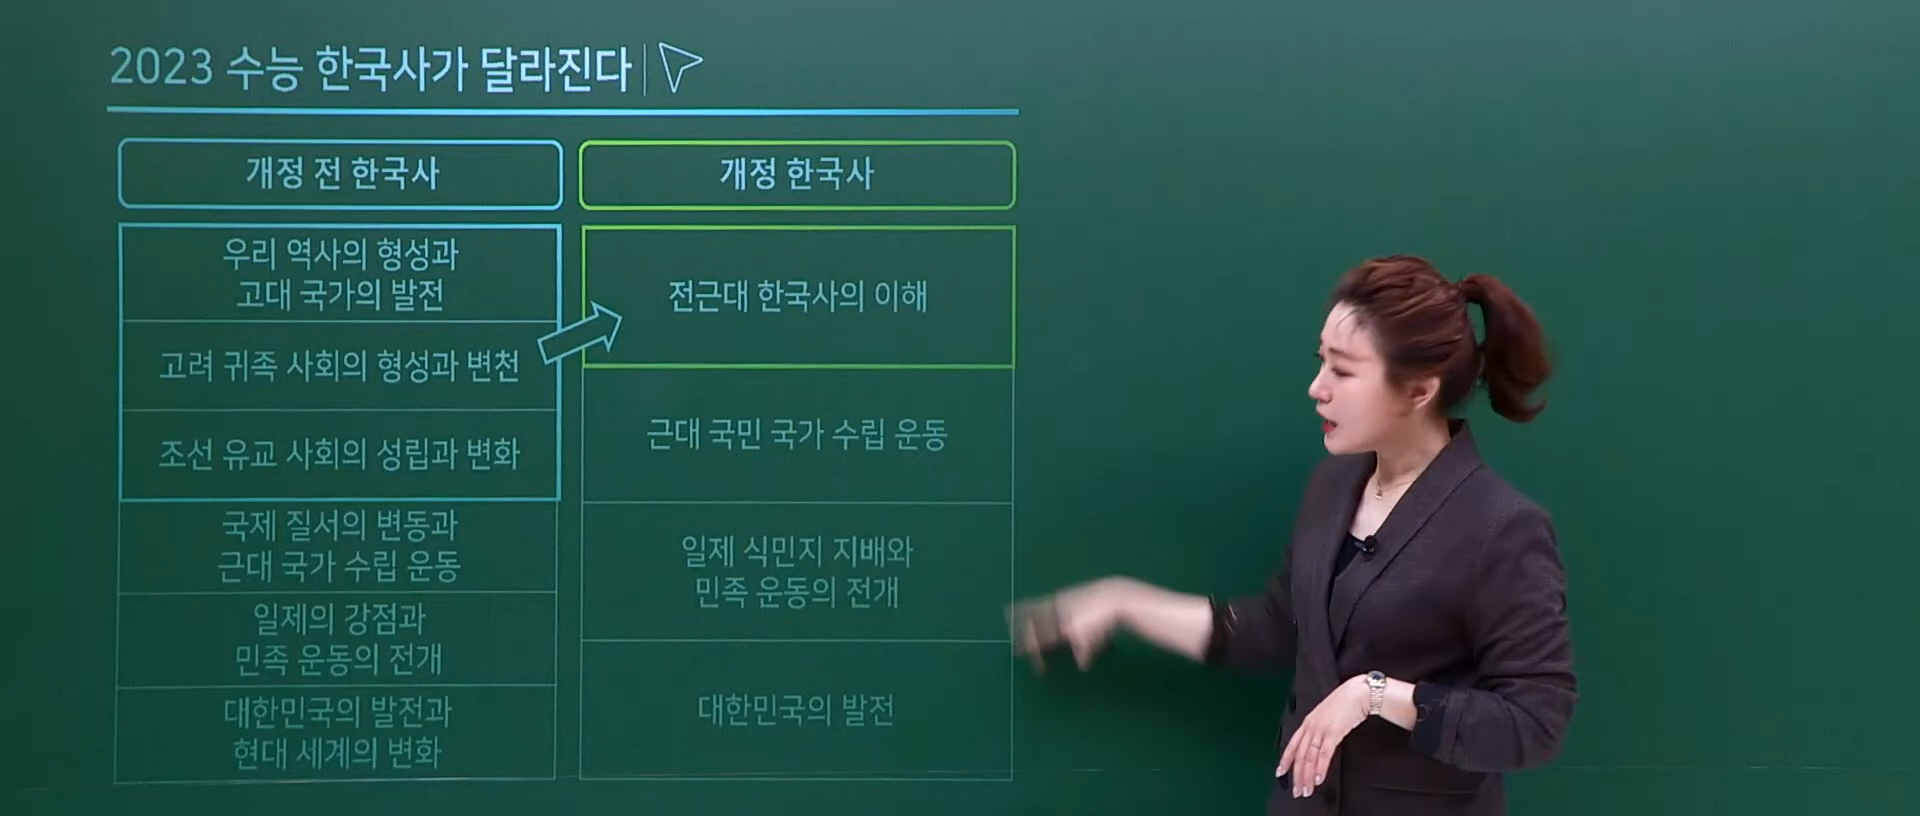 2023 수능 한국사가 달라진다
개정 전 한국사
우리 역사의 형성과
고대 국가의 발전
고려 귀족 사회의 형성과 변천
조선 유교 사회의 성립과 변화
국제 질서의 변동과
근대 국가 수립 운동
일제의 강점과
민족 운동의 전개
대한민국의 발전과
현대 세계의 변화
개정 한국사
전근대 한국사의 이해
근대 국민 국가 수립 운동
일제 식민지 지배와
민족 운동의 전개
대한민국의 발전